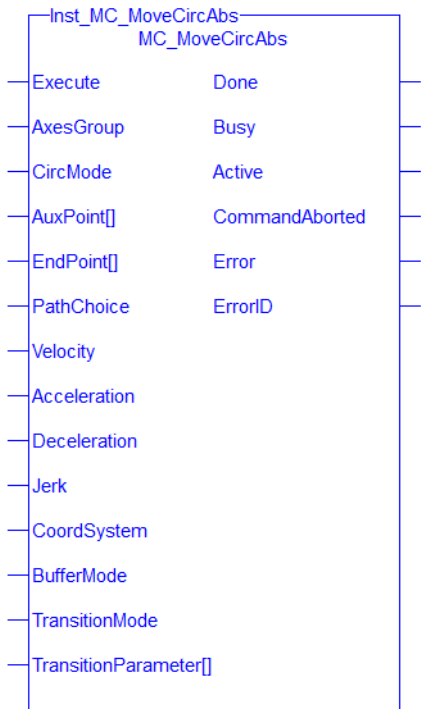 Inst_MC_MoveCircAbs
MC_MoveCircAbs
Execute Done
AxesGroup Busy
CircMode Active
AuxPoint[] CommandAborted
EndPoint[] Error
PathChoice ErrorID
Velocity
Acceleration
Deceleration
Jerk
CoordSystem
BufferMode
TransitionMode
TransitionParameter[]